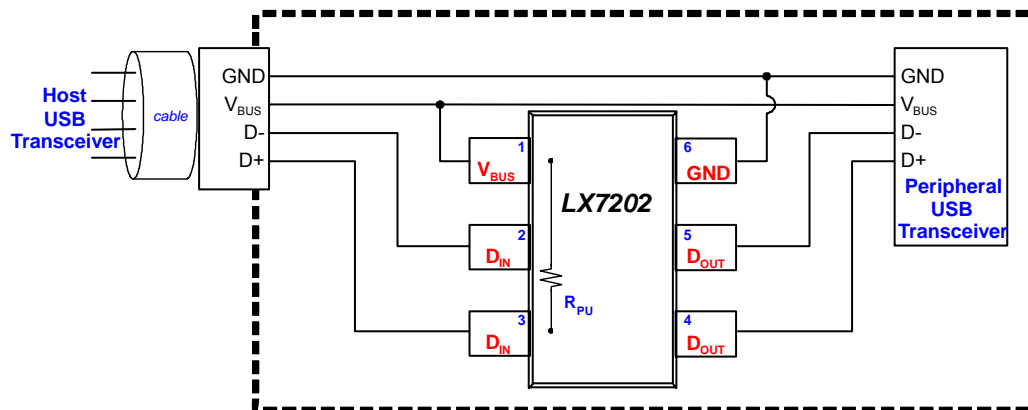 Host
USB
Transceiver
cable
GND
VBUS
D-
D+
1
VBUS
2
DIN
3
DIN
LX7202
RPU
6
GND
5
DOUT
4
DOUT
GND
VBUS
D-
D+
Peripheral
USB
Transceiver